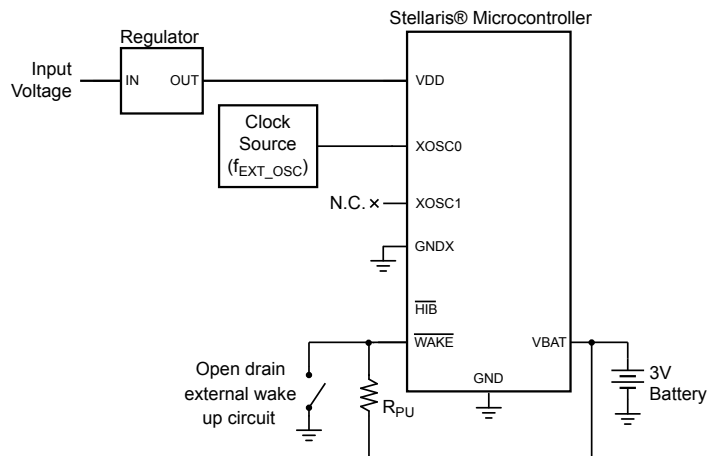 Stellaris® Microcontroller
Regulator
Input
Voltage
IN
OUT
VDD
Clock
Source
(fEXT_OSC)
XOSC0
N.C.
XOSC1
GNDX
HIB
WAKE
VBAT
Open drain
external wake
up circuit
RPU
GND
3V
Battery